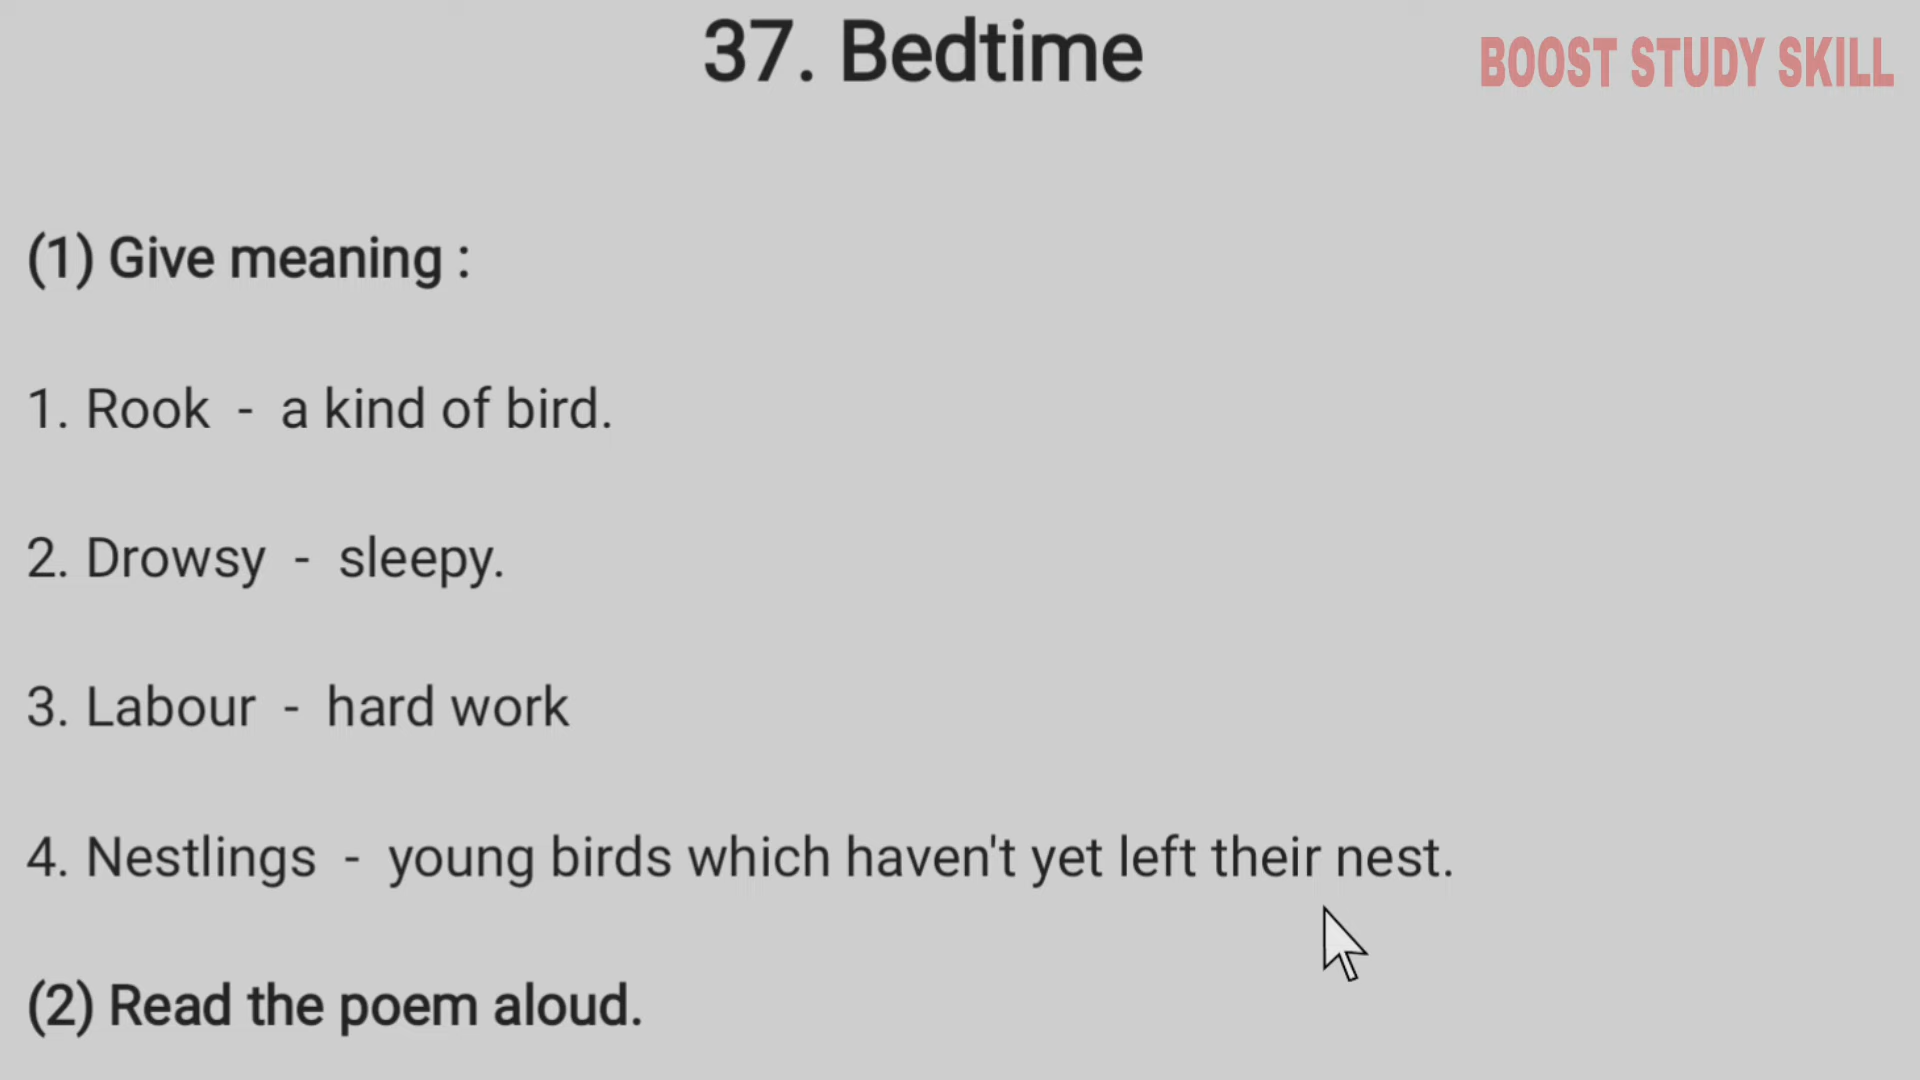 37. Bedtime
BOOST STUDY SKILL
(1) Give meaning :
1. Rook - a kind of bird.
2. Drowsy - sleepy.
3. Labour - hard work
4. Nestlings - young birds which haven't yet left their nest.
(2) Read the poem aloud.